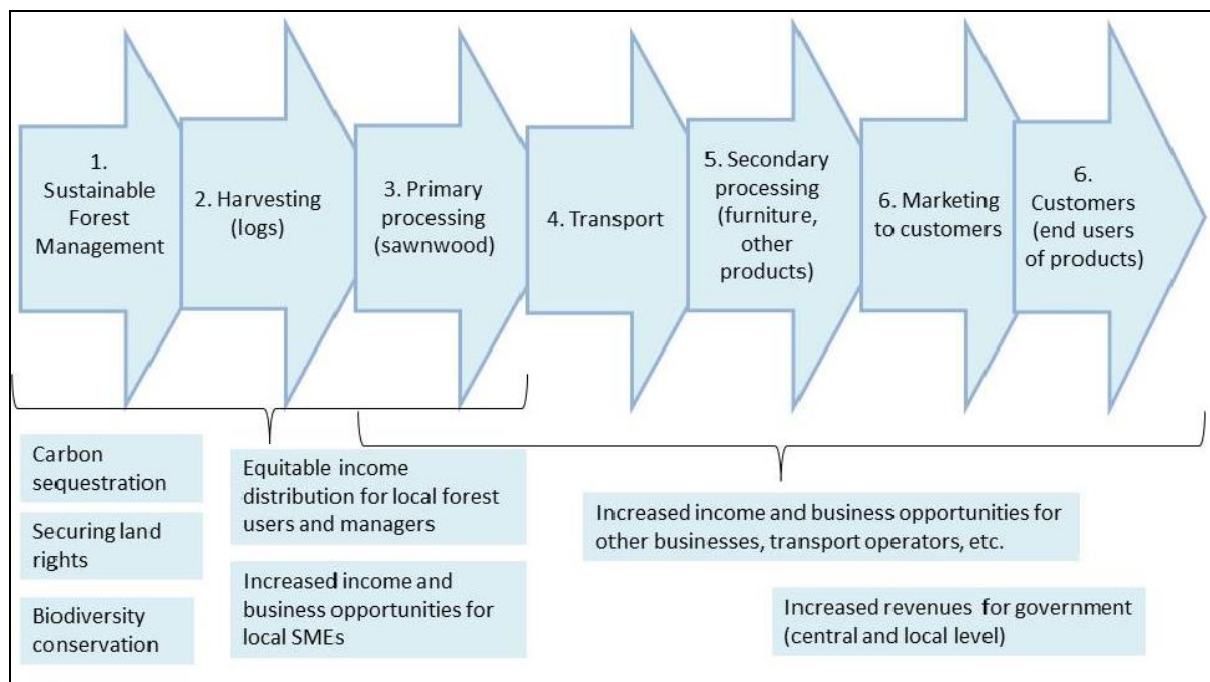 1.
Sustainable
Forest
Management
2. Harvesting
(logs)
3. Primary
processing
(sawnwood)
4. Transport
5. Secondary
processing
(furniture,
other
products)
6. Marketing
to customers
6.
Customers
(end users
of products)
Carbon
sequestration
Securing land
rights
Biodiversity
conservation
Equitable income
distribution for local forest
users and managers
Increased income and
business opportunities for
local SMEs
Increased income and business opportunities for
other businesses, transport operators, etc.
Increased revenues for government
(central and local level)